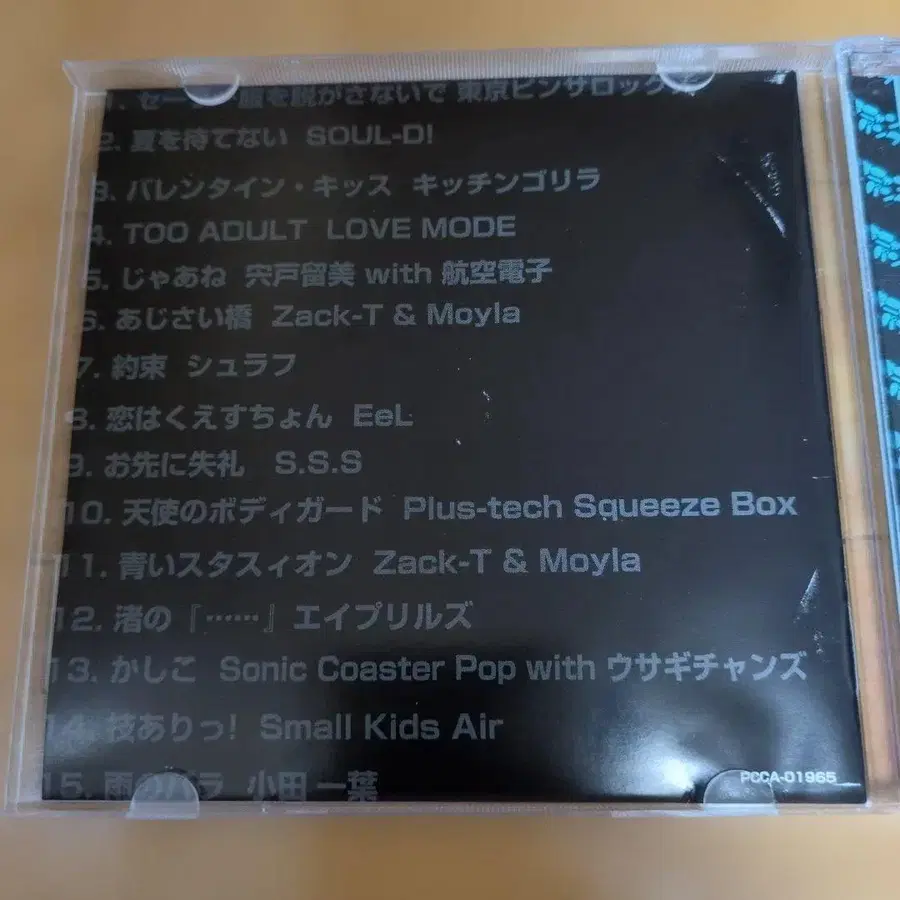 1. セーラー服を脱がさないで 東京ピンサロック
2. 夏を待てない SOUL-D!
3. バレンタイン・キッス キッチンゴリラ
4. TOO ADULT LOVE MODE
5. じゃあね 宍戸留美 with 航空電子
6. あじさい橋 Zack-T & Moyla
7. 約束 シュラフ
8. 恋はくえすちょん EeL
9. お先に失礼 S.S.S
10. 天使のボディガード Plus-tech Squeeze Box
11. 青いスタスィオン Zack-T & Moyla
12. 渚の『……』エイプリルズ
13. かしこ Sonic Coaster Pop with ウサギチャンズ
14. 技ありっ! Small Kids Air
15. 雨のバラ 小田一葉
PCCA-01965